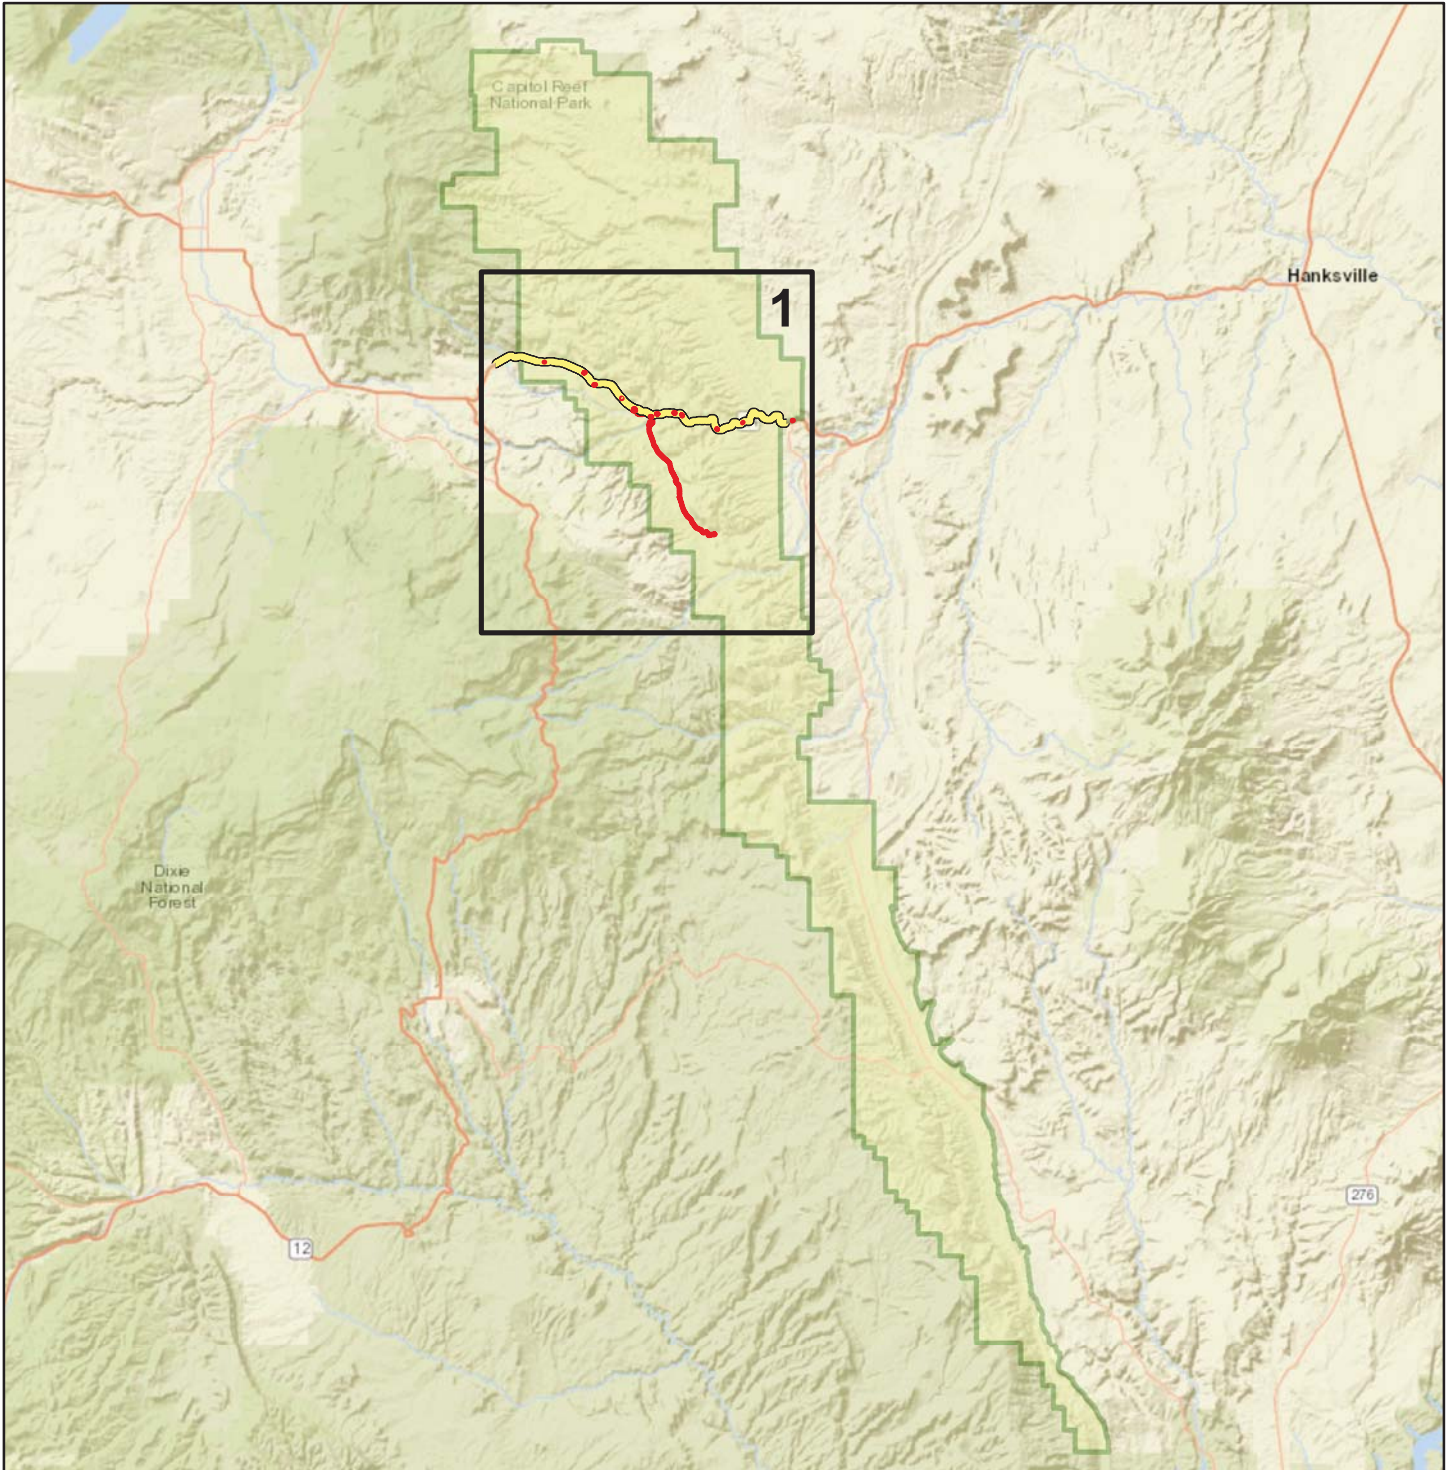 Capitol Reef
National Park
Hanksville
1
Dixie
National
Forest
276
12